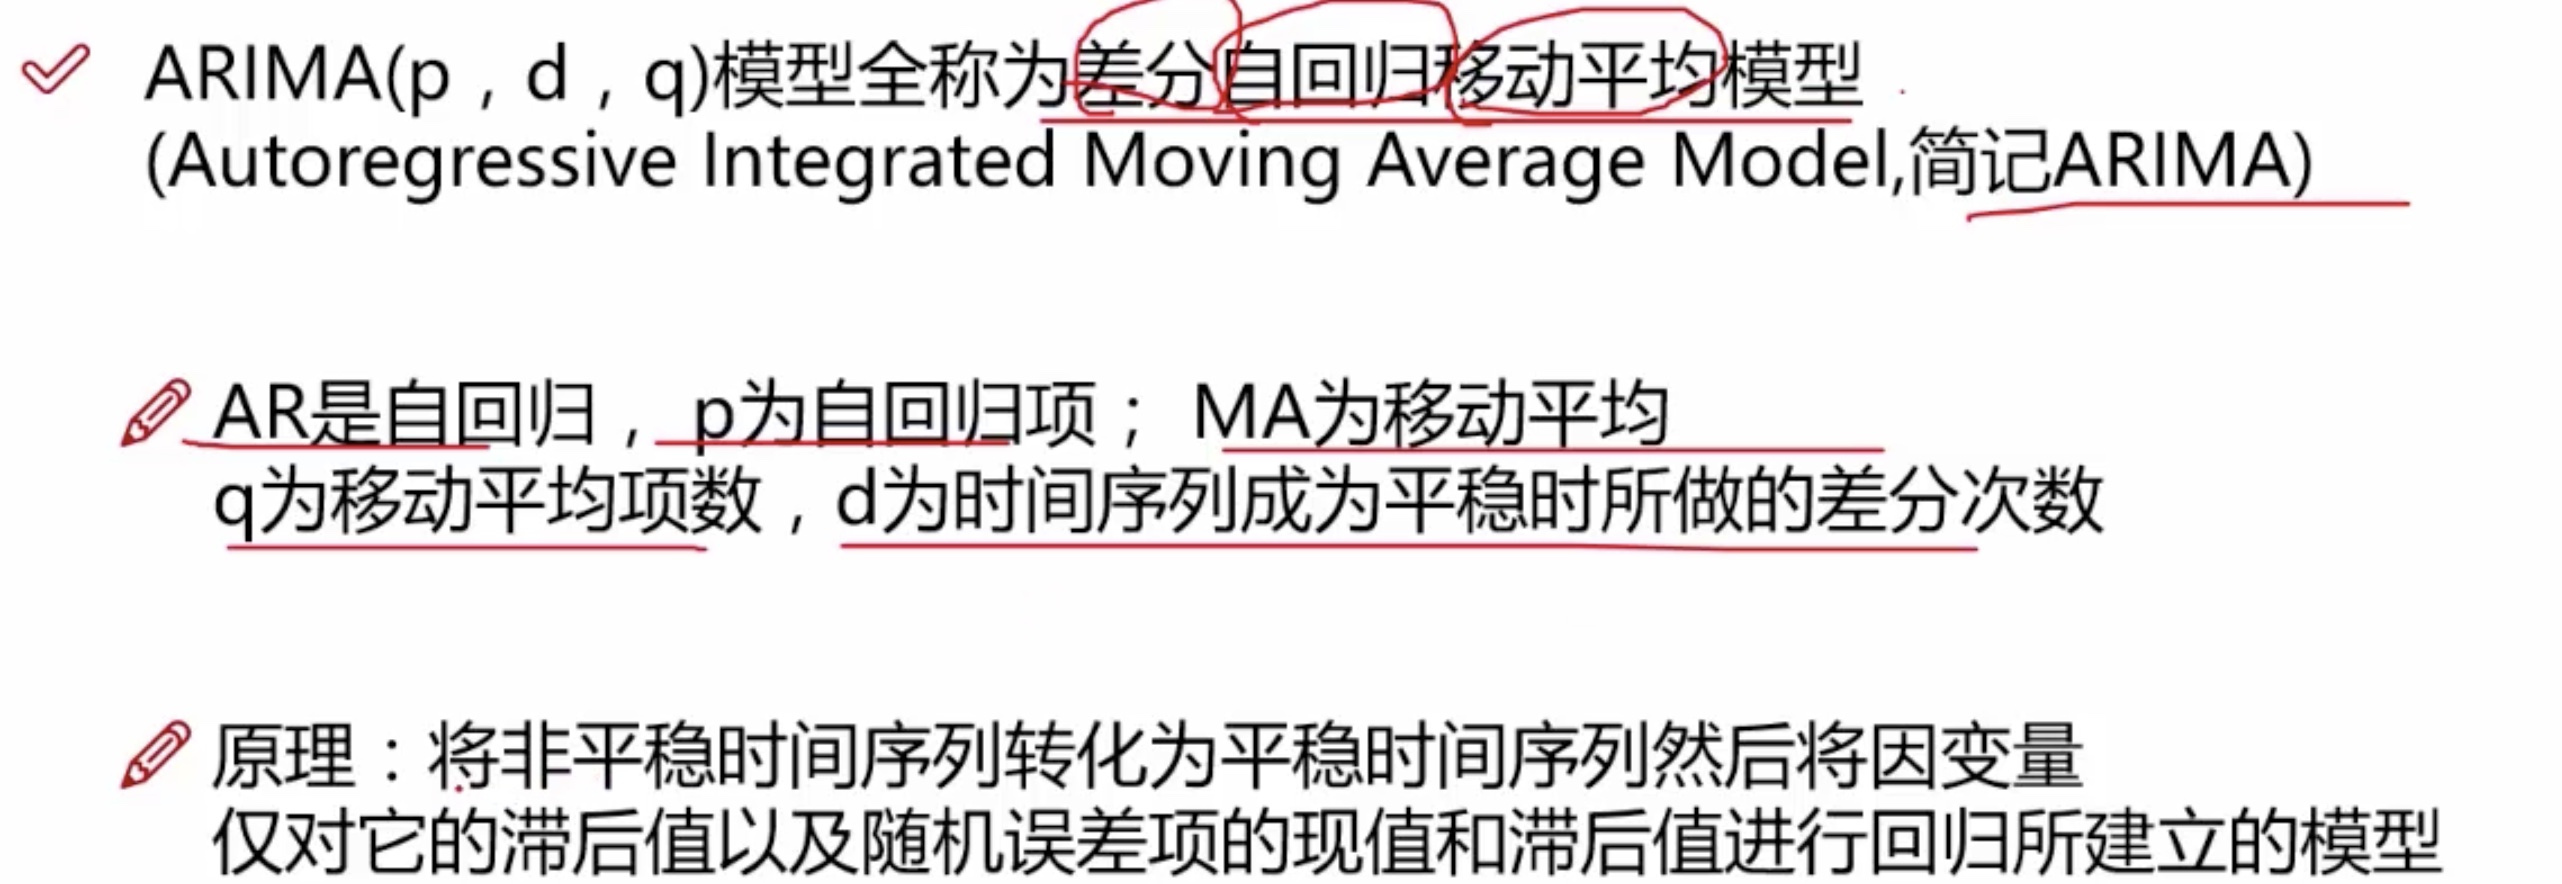 ARIMA(p，d，q)模型全称为差分自回归移动平均模型
(Autoregressive Integrated Moving Average Model,简记ARIMA)
AR是自回归， p为自回归项； MA为移动平均
q为移动平均项数，d为时间序列成为平稳时所做的差分次数
原理：将非平稳时间序列转化为平稳时间序列然后将因变量
仅对它的滞后值以及随机误差项的现值和滞后值进行回归所建立的模型